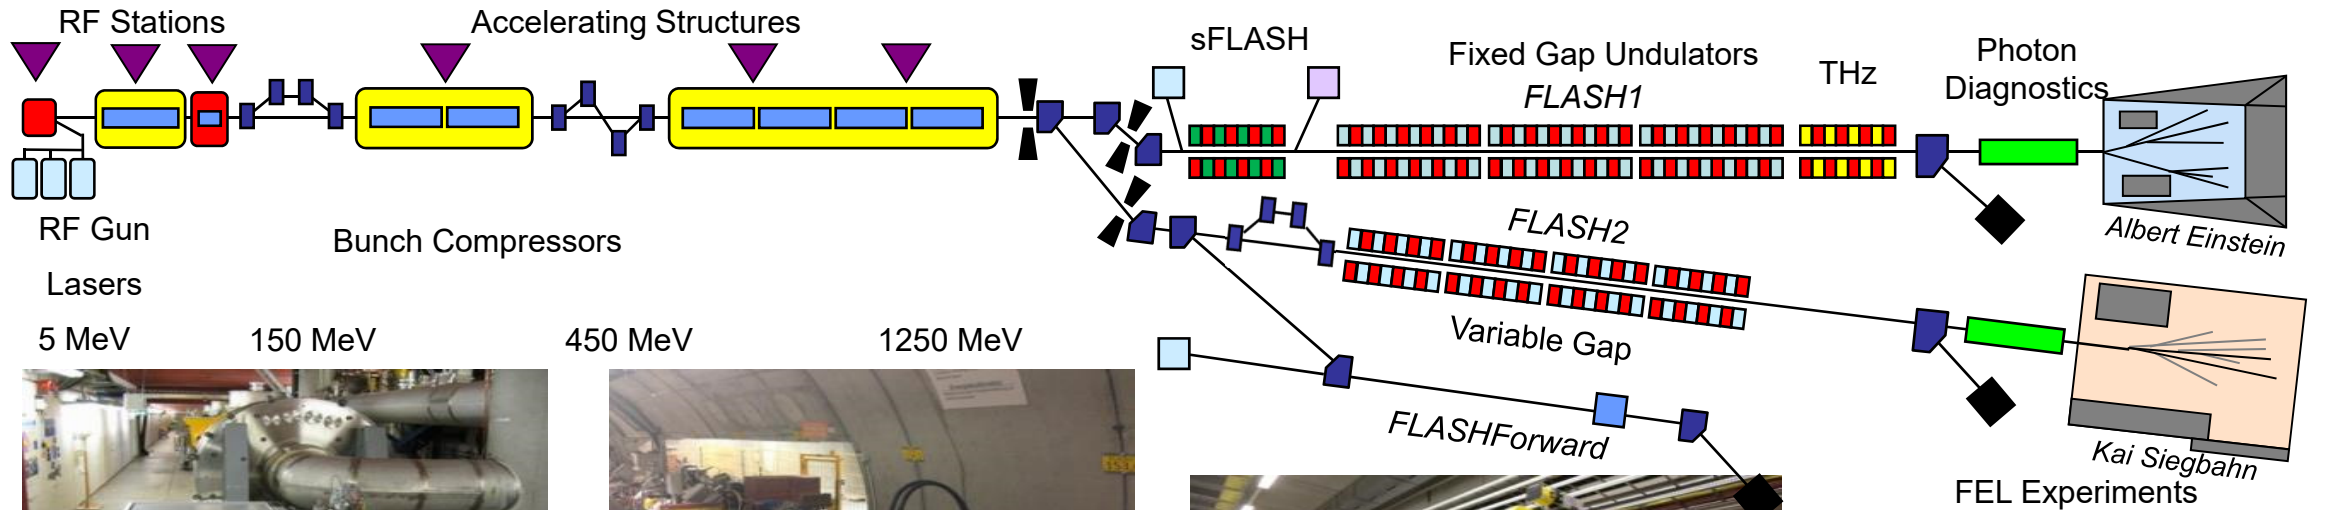 RF Stations
Accelerating Structures
sFLASH
Fixed Gap Undulators
FLASH1
THz
Photon
Diagnostics
RF Gun
Bunch Compressors
Lasers
FLASH2
Variable Gap
Albert Einstein
5 MeV
150 MeV
450 MeV
1250 MeV
FLASHForward
Kai Siegbahn
FEL Experiments